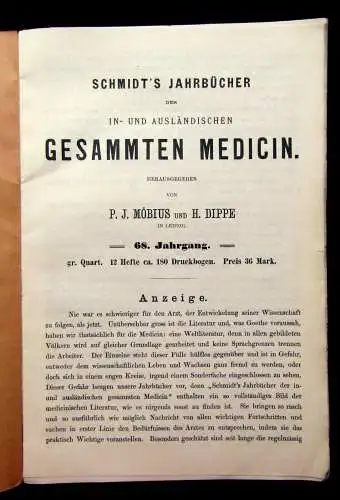 SCHMIDT'S JAHRBÜCHER
DER
IN- UND AUSLÄNDISCHEN
GESAMMTEN MEDICIN.
HERAUSGEGEBEN
VON
P. J. MÖBIUS UND H. DIPPE
IN LEIPZIG.
68. Jahrgang.
gr. Quart. 12 Hefte ca. 180 Druckbogen. Preis 36 Mark.
Anzeige.
Nie war es schwieriger für den Arzt, der Entwickelung seiner Wissenschaft
zu folgen, als jetzt. Unübersehbar gross ist die Literatur und, was Goethe voraussah,
haben wir thatsächlich für die Medicin: eine Weltliteratur, denn in allen gebildeten
Völkern wird auf gleicher Grundlage gearbeitet und keine Sprachgrenzen trennen
die Arbeiter. Der Einzelne steht dieser Fülle hülflos gegenüber und ist in Gefahr,
entweder dem wissenschaftlichen Leben und Wachsen ganz fremd zu werden, oder
doch sich in einem engen Kreise, irgend einem Sonderfache eingeschlossen zu sehen.
Dieser Gefahr beugen unsere Jahrbücher vor, denn „Schmidt's Jahrbücher der in-
und ausländischen gesammten Medicin" enthalten ein so vollständiges Bild der
medicinischen Literatur, wie es nirgends sonst zu finden ist. Sie bringen so rasch
und so ausführlich wie möglich Nachricht von allen wichtigen Fortschritten und
suchen in erster Linie den Bedürfnissen des Arztes zu entsprechen, indem sie das
praktisch Wichtige voranstellen. Besonders geschätzt sind seit lange die regelmässig